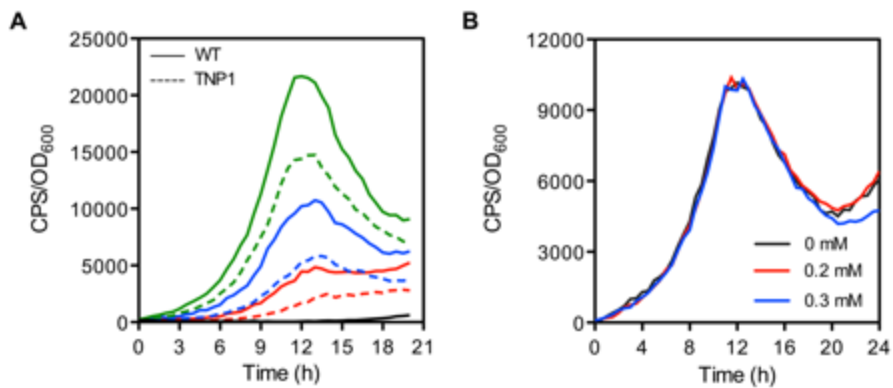 A
CPS/OD600
25000
20000
15000
10000
5000
0
WT
TNP1
0 3 6 9 12 15 18 21
Time (h)
B
CPS/OD600
12000
9000
6000
3000
0
0 mM
0.2 mM
0.3 mM
0 4 8 12 16 20 24
Time (h)